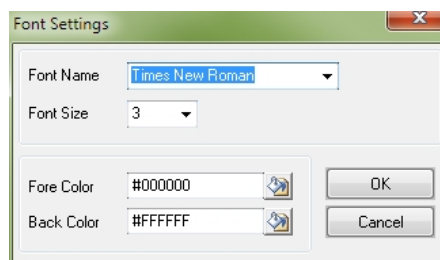 Font Settings
Font Name Times New Roman
Font Size 3
Fore Color #000000 OK
Back Color #FFFFFF Cancel